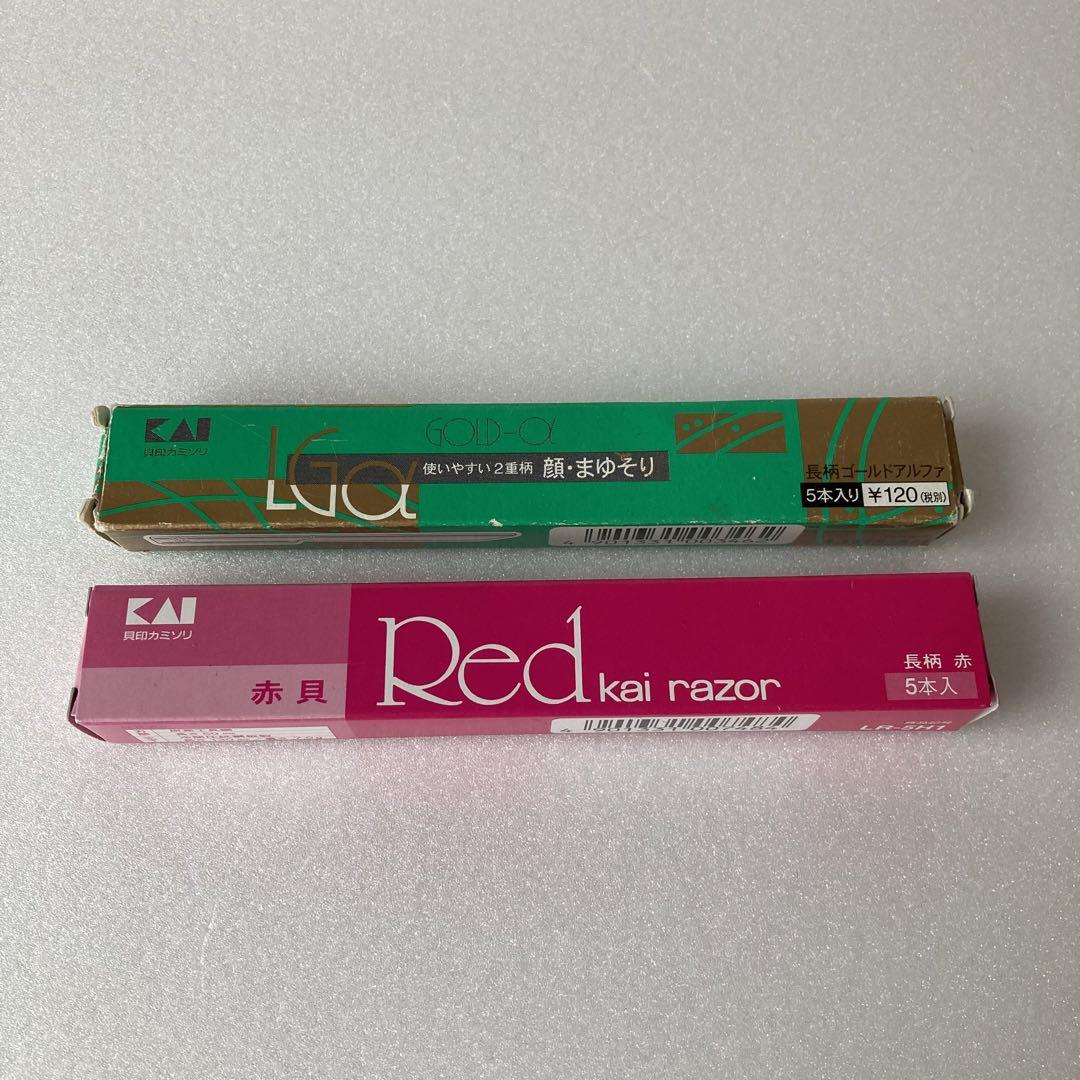 KAI
貝印カミソリ
GOLD-α
LGα
使いやすい2重柄 顔・まゆそり
長柄ゴールドアルファ
5本入り ¥120(税別)
KAI
貝印カミソリ
赤貝
Red kai razor
長柄 赤
5本入
LR-5H1